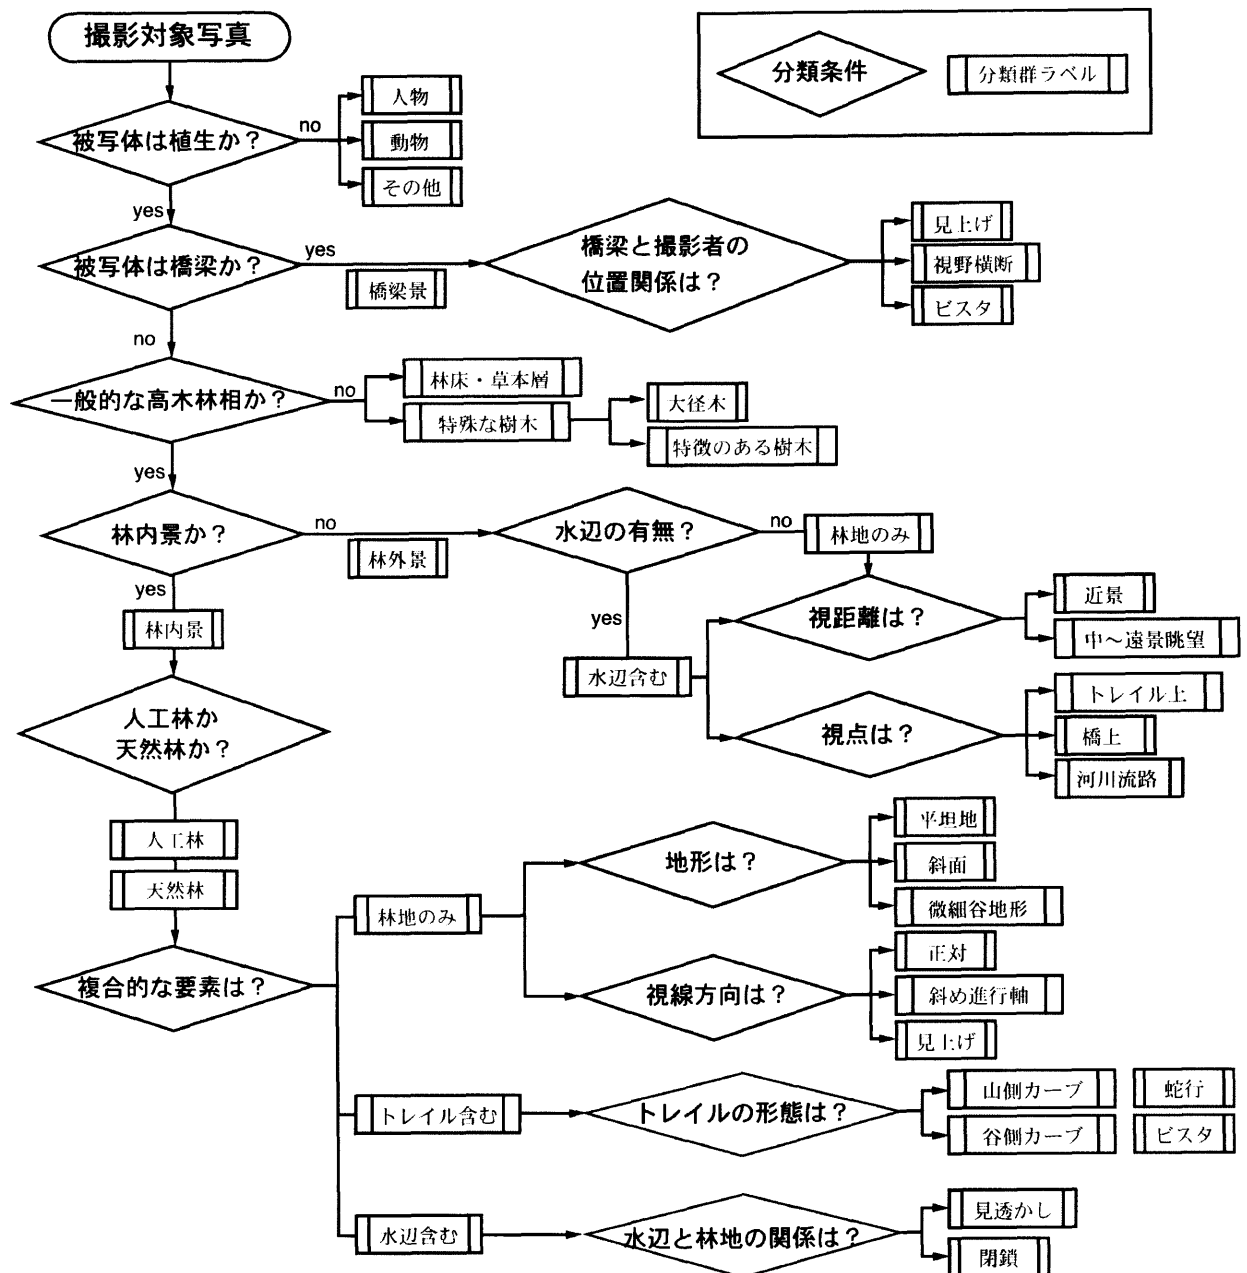 撮影対象写真
分類条件
分類群ラベル
被写体は植生か？
no
人物
動物
その他
yes
被写体は橋梁か？
yes
橋梁景
橋梁と撮影者の
位置関係は？
見上げ
視野横断
ビスタ
no
一般的な高木林相か？
no
林床・草本層
特殊な樹木
大径木
特徴のある樹木
yes
林内景か？
no
林外景
水辺の有無？
no
林地のみ
yes
水辺含む
視距離は？
近景
中～遠景眺望
視点は？
トレイル上
橋上
河川流路
yes
林内景
人工林か
天然林か？
人工林
天然林
複合的な要素は？
林地のみ
地形は？
平坦地
斜面
微細谷地形
視線方向は？
正対
斜め進行軸
見上げ
トレイル含む
トレイルの形態は？
山側カーブ
蛇行
谷側カーブ
ビスタ
水辺含む
水辺と林地の関係は？
見透かし
閉鎖